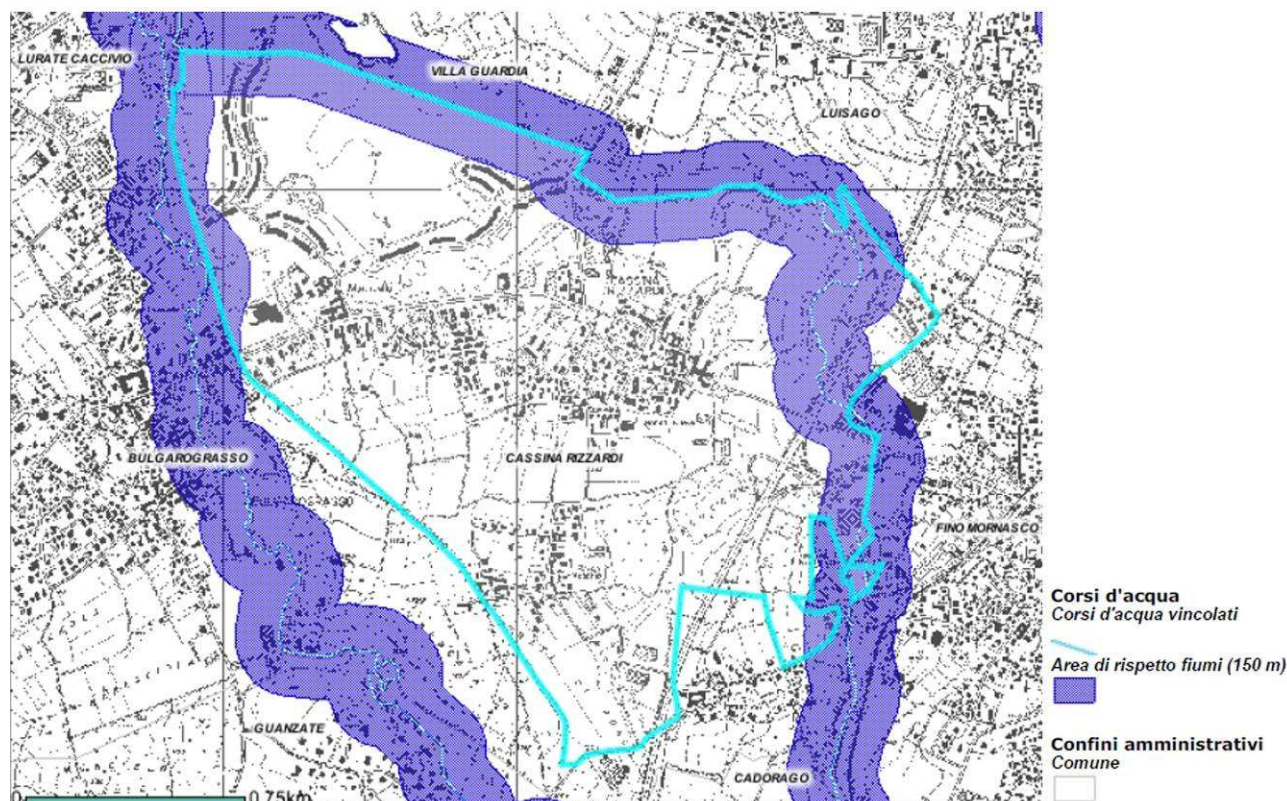 LURATE CACCIVIO
VILLA GUARDIA
LUISAGO
BULGAROGRASSO
CASSINA RIZZARDI
FINO MORNASCO
GUANZATE
CADORAGO
0 0.75km
Corsi d'acqua
Corsi d'acqua vincolati
Area di rispetto fiumi (150 m)
Confini amministrativi
Comune